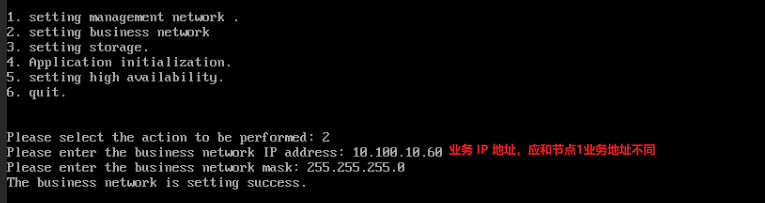 1. setting management network .
2. setting business network
3. setting storage.
4. Application initialization.
5. setting high availability.
6. quit.
Please select the action to be performed: 2
Please enter the business network IP address: 10.100.10.60 业务 IP 地址，应和节点1业务地址不同
Please enter the business network mask: 255.255.255.0
The business network is setting success.